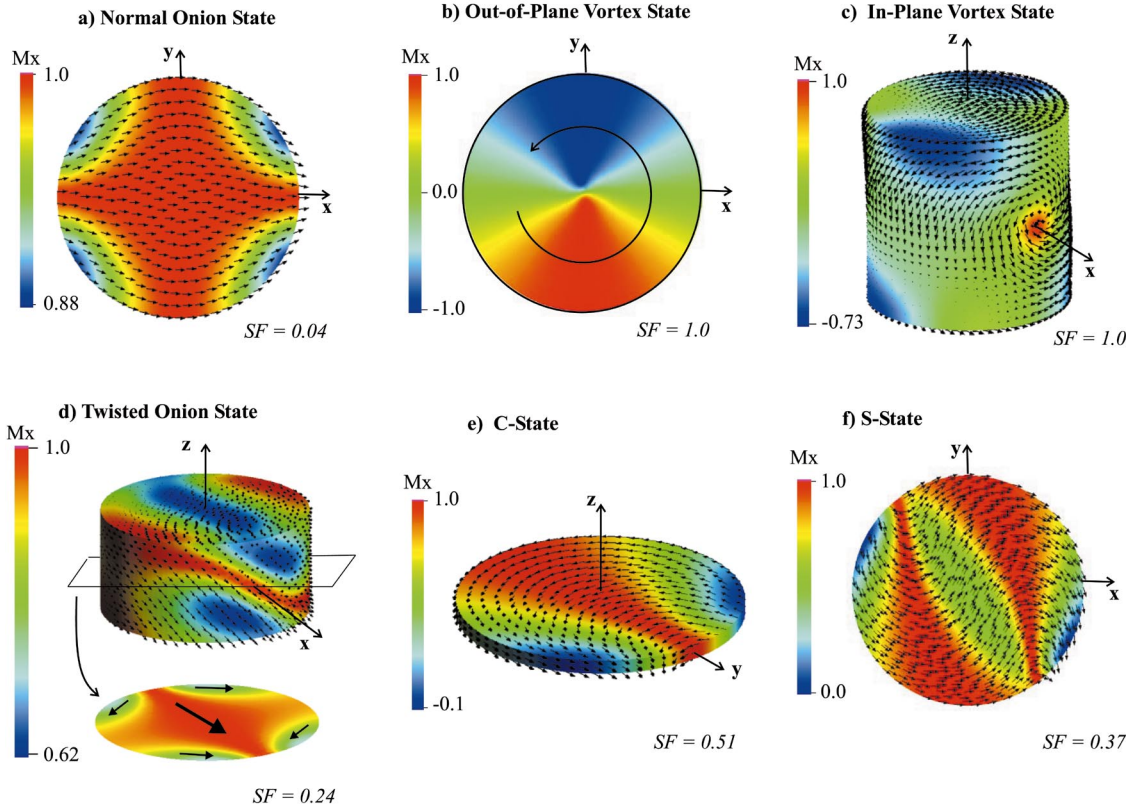 a) Normal Onion State
b) Out-of-Plane Vortex State
c) In-Plane Vortex State
Mx
1.0
0.88
y
x
SF = 0.04
Mx
1.0
0.0
-1.0
y
x
SF = 1.0
Mx
1.0
-0.73
z
x
SF = 1.0
d) Twisted Onion State
e) C-State
f) S-State
Mx
1.0
0.62
z
x
SF = 0.24
Mx
1.0
-0.1
z
y
SF = 0.51
Mx
1.0
0.0
y
x
SF = 0.37